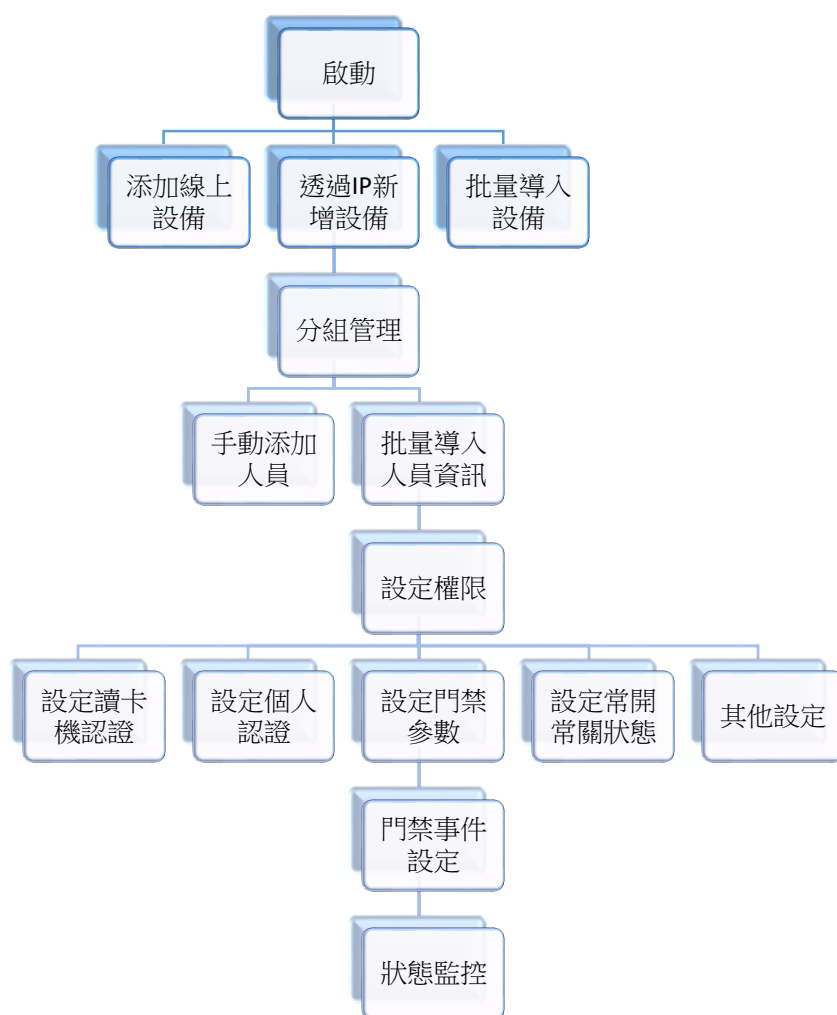 啟動
添加線上
設備
透過IP新
增設備
批量導入
設備
分組管理
手動添加
人員
批量導入
人員資訊
設定權限
設定讀卡
機認證
設定個人
認證
設定門禁
參數
設定常開
常關狀態
其他設定
門禁事件
設定
狀態監控